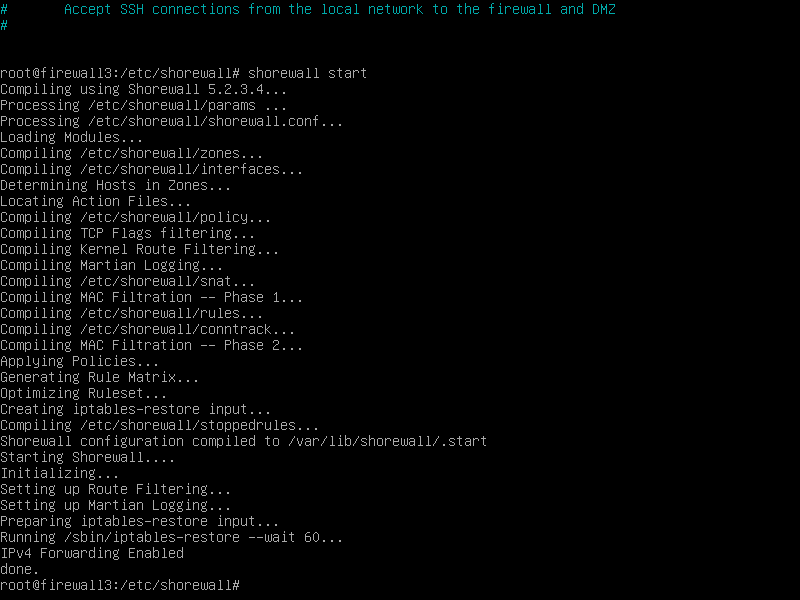 #       Accept SSH connections from the local network to the firewall and DMZ
#
root@firewall3:/etc/shorewall# shorewall start
Compiling using Shorewall 5.2.3.4...
Processing /etc/shorewall/params ...
Processing /etc/shorewall/shorewall.conf...
Loading Modules...
Compiling /etc/shorewall/zones...
Compiling /etc/shorewall/interfaces...
Determining Hosts in Zones...
Locating Action Files...
Compiling /etc/shorewall/policy...
Compiling TCP Flags filtering...
Compiling Kernel Route Filtering...
Compiling Martian Logging...
Compiling /etc/shorewall/snat...
Compiling MAC Filtration -- Phase 1...
Compiling /etc/shorewall/rules...
Compiling /etc/shorewall/conntrack...
Compiling MAC Filtration -- Phase 2...
Applying Policies...
Generating Rule Matrix...
Optimizing Ruleset...
Creating iptables-restore input...
Compiling /etc/shorewall/stoppedrules...
Shorewall configuration compiled to /var/lib/shorewall/.start
Starting Shorewall....
Initializing...
Setting up Route Filtering...
Setting up Martian Logging...
Preparing iptables-restore input...
Running /sbin/iptables-restore --wait 60...
IPv4 Forwarding Enabled
done.
root@firewall3:/etc/shorewall#